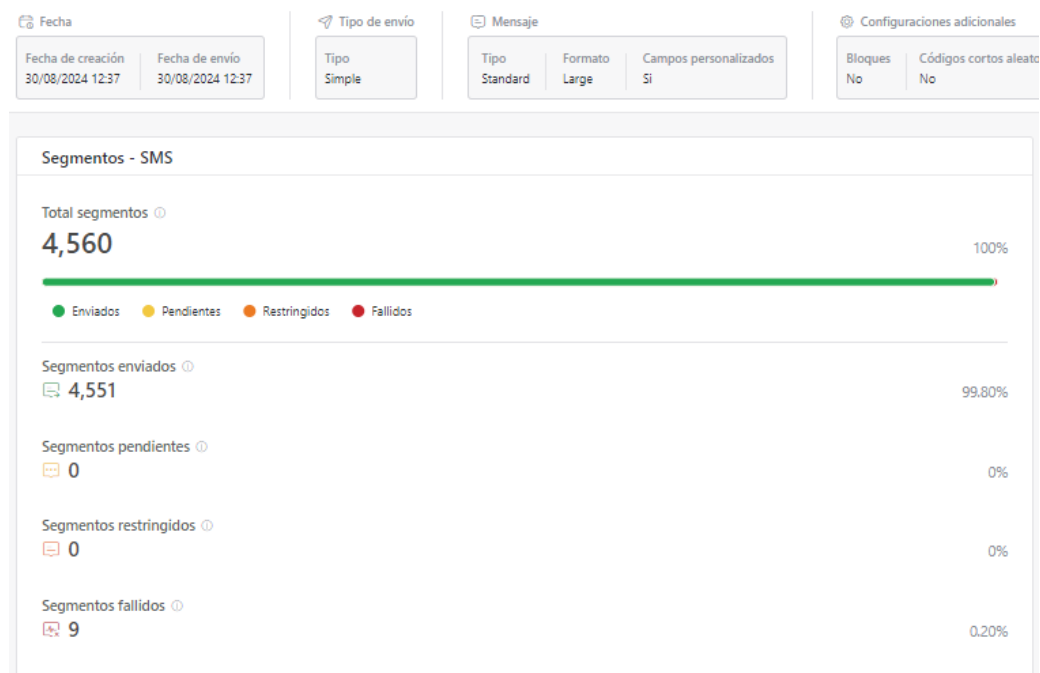 Fecha
Tipo de envío
Mensaje
Configuraciones adicionales
Fecha de creación Fecha de envío
30/08/2024 12:37 30/08/2024 12:37
Tipo
Simple
Tipo Formato Campos personalizados
Standard Large Si
Bloques Códigos cortos aleato
No No
Segmentos - SMS
Total segmentos
4,560 100%
Enviados Pendientes Restringidos Fallidos
Segmentos enviados
4,551 99.80%
Segmentos pendientes
0 0%
Segmentos restringidos
0 0%
Segmentos fallidos
9 0.20%